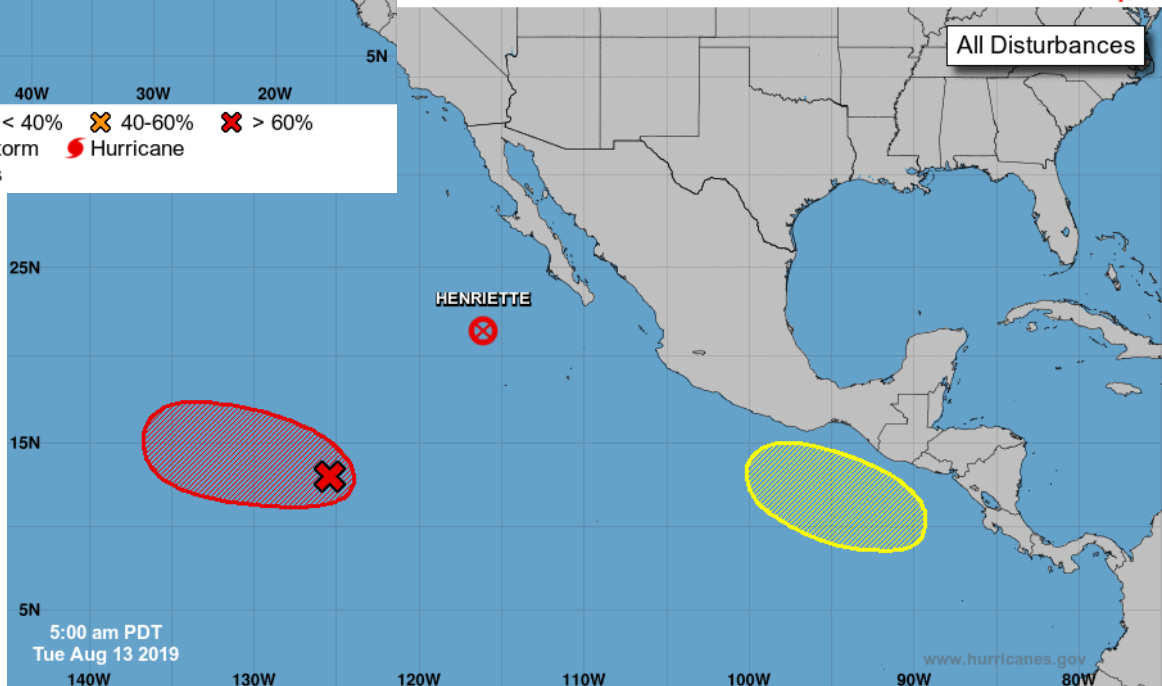 All Disturbances
5N
40W 30W 20W
< 40% 40-60% > 60%
Hurricane
25N
HENRIETTE
15N
5N
5:00 am PDT
Tue Aug 13 2019
www.hurricanes.gov
140W 130W 120W 110W 100W 90W 80W